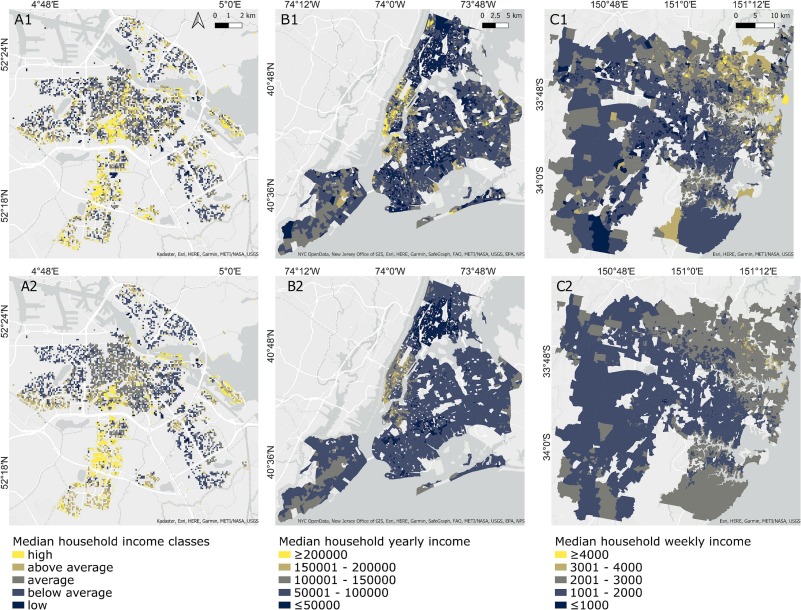 4°48'E 5°0'E
A1
0 1 2 km
52°24'N
52°18'N
Kadaster, Esri, HERE, Garmin, METI/NASA, USGS
74°12'W 74°0'W 73°48'W
B1
0 2.5 5 km
40°48'N
40°36'N
NYC OpenData, New Jersey Office of GIS, Esri, HERE, Garmin, SafeGraph, FAO, METI/NASA, USGS, EPA, NPS
150°48'E 151°0'E 151°12'E
C1
0 5 10 km
33°48'S
34°0'S
Esri, HERE, Garmin, METI/NASA, USGS
4°48'E 5°0'E
A2
52°24'N
52°18'N
Kadaster, Esri, HERE, Garmin, METI/NASA, USGS
74°12'W 74°0'W 73°48'W
B2
40°48'N
40°36'N
NYC OpenData, New Jersey Office of GIS, Esri, HERE, Garmin, SafeGraph, FAO, METI/NASA, USGS, EPA, NPS
150°48'E 151°0'E 151°12'E
C2
33°48'S
34°0'S
Esri, HERE, Garmin, METI/NASA, USGS
Median household income classes
high
above average
average
below average
low
Median household yearly income
≥200000
150001 - 200000
100001 - 150000
50001 - 100000
≤50000
Median household weekly income
≥4000
3001 - 4000
2001 - 3000
1001 - 2000
≤1000